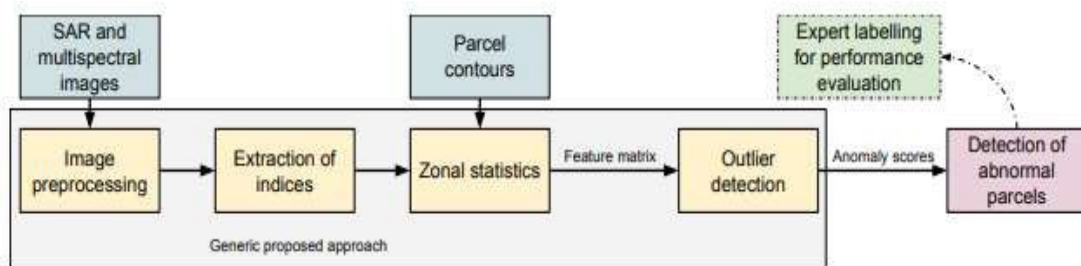 SAR and
multispectral
images
Parcel
contours
Expert labelling
for performance
evaluation
Image
preprocessing
Extraction of
indices
Zonal statistics
Feature matrix
Outlier
detection
Anomaly scores
Detection of
abnormal
parcels
Generic proposed approach